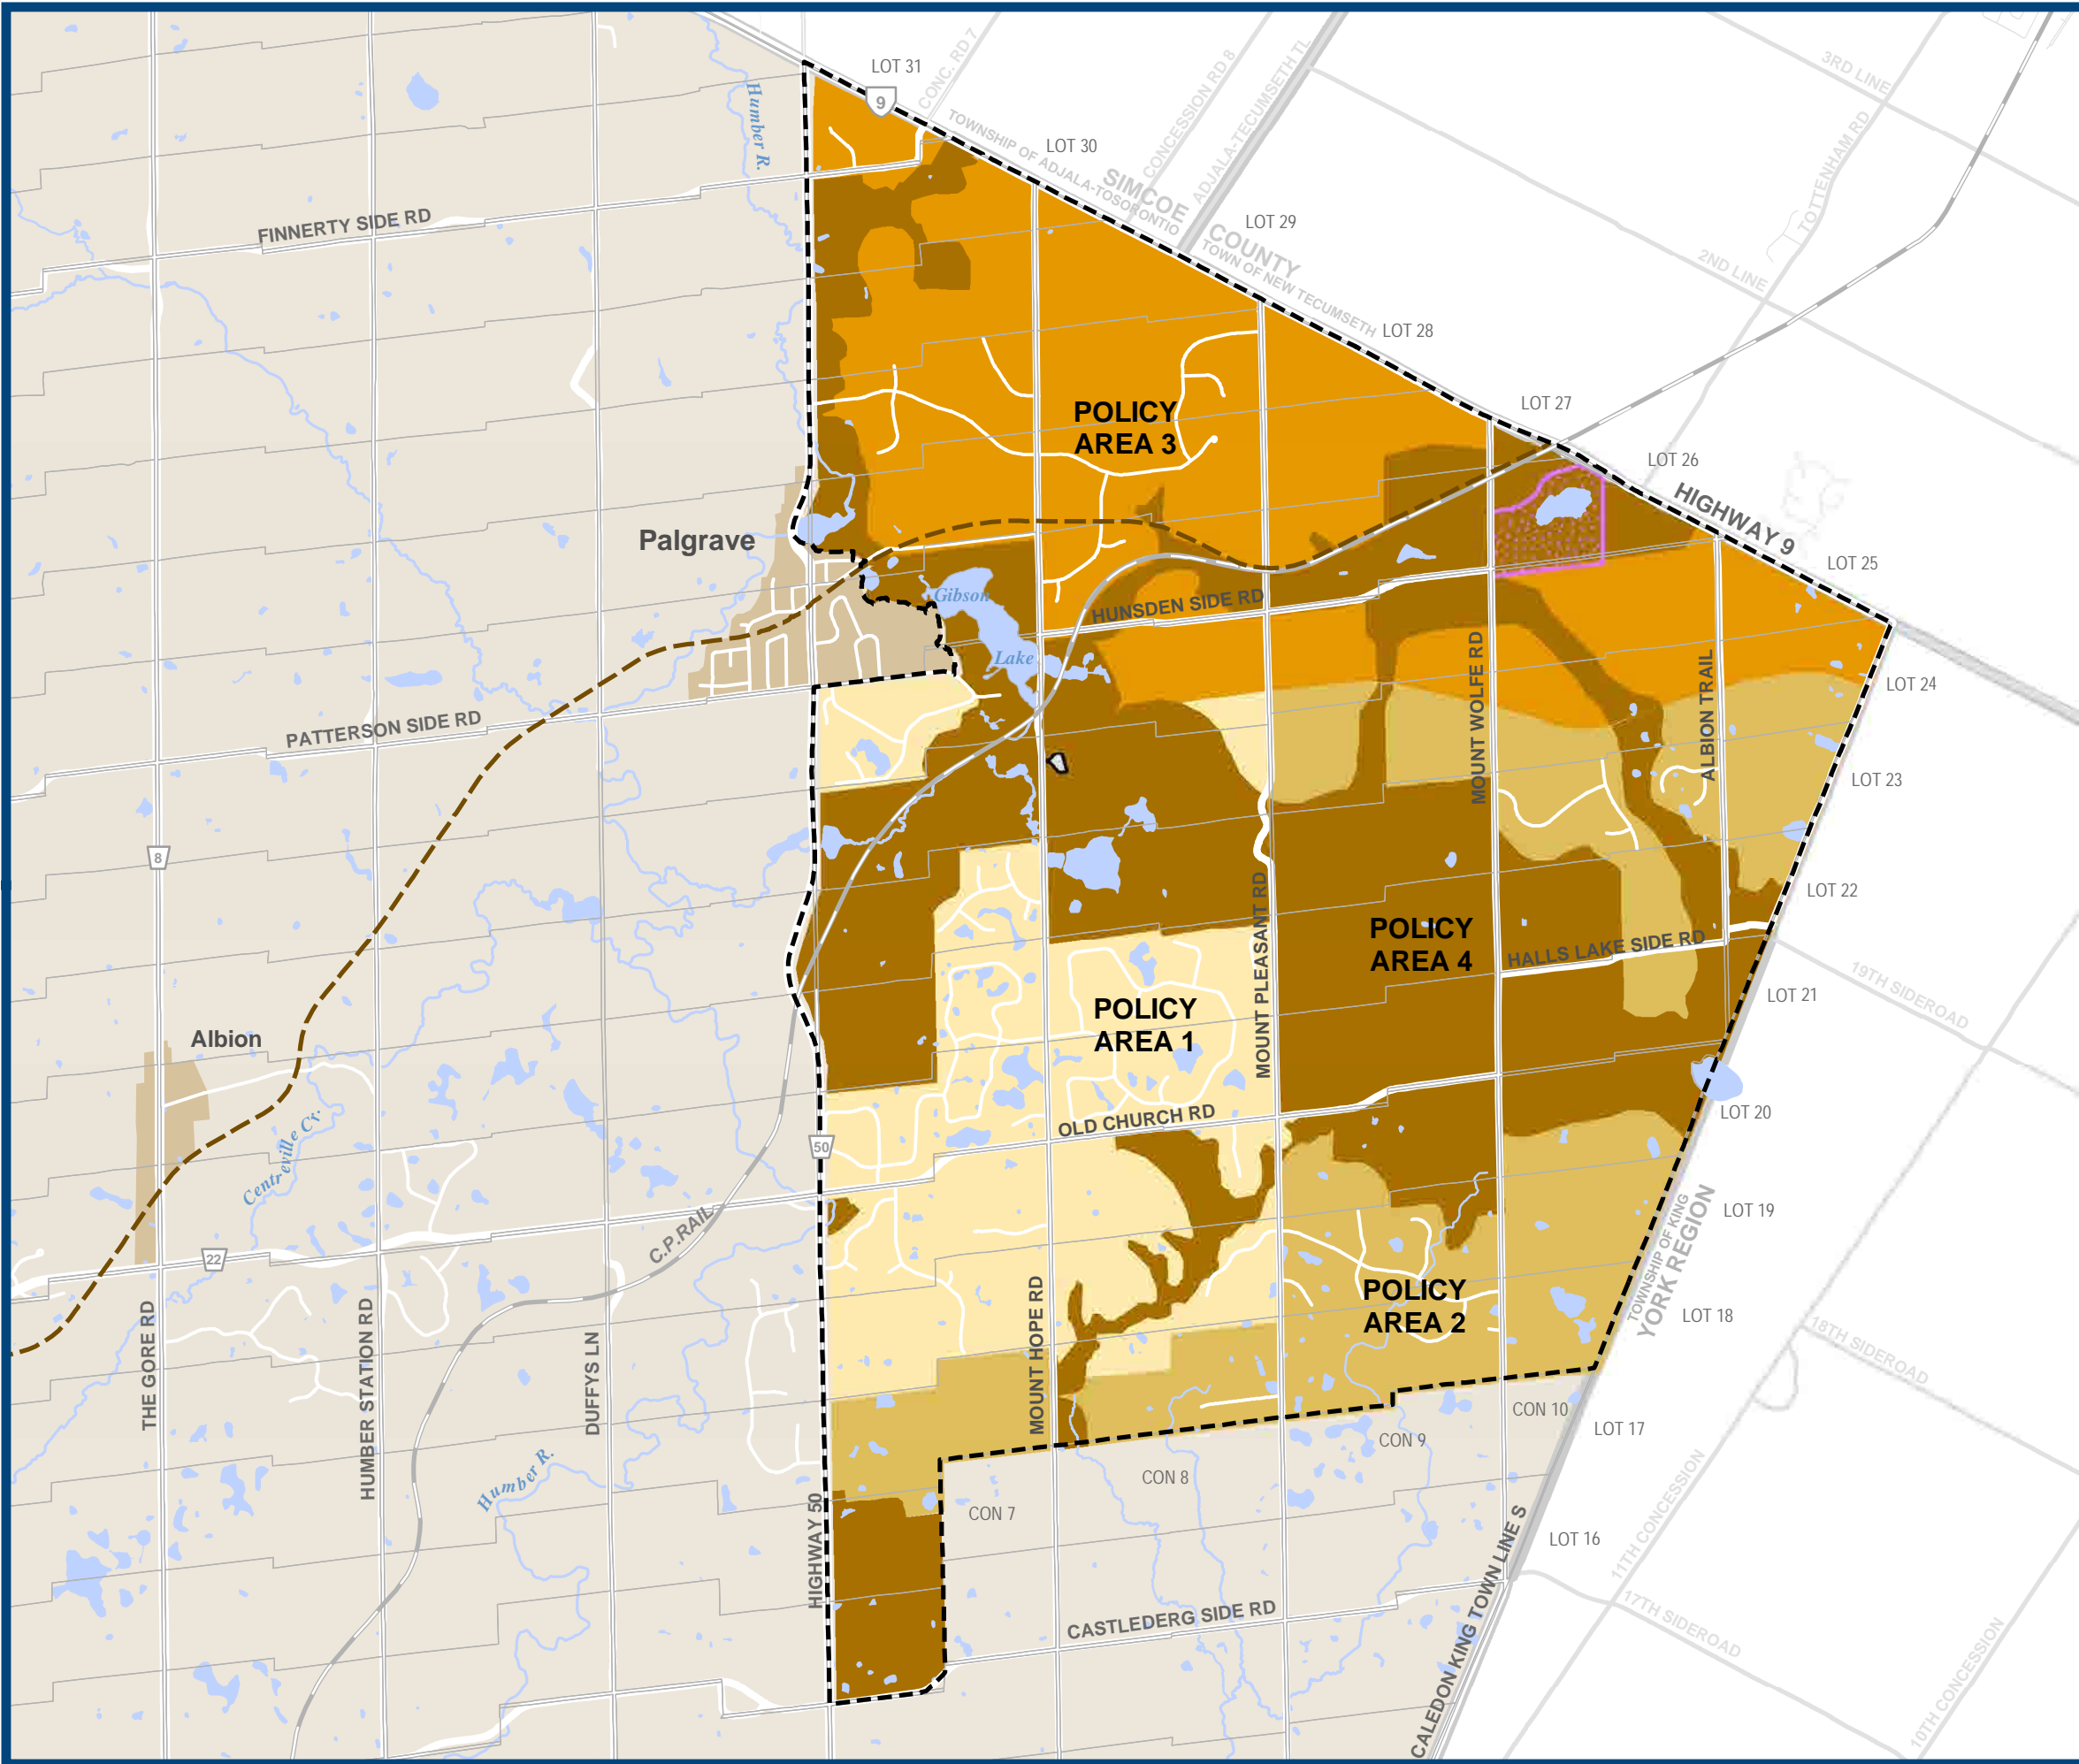 LOT 31
CONC. RD 7
9
CONCESSION RD 8
ADJALA-TECUMSETH TL
3RD LINE
TOTTENHAM RD
2ND LINE
Humber R.
LOT 30
TOWNSHIP OF ADJALA-TOSORONTIO
SIMCOE
COUNTY
TOWN OF NEW TECUMSETH
LOT 29
FINNERTY SIDE RD
LOT 28
LOT 27
POLICY
AREA 3
LOT 26
HIGHWAY 9
Palgrave
LOT 25
Gibson
Lake
HUNSDEN SIDE RD
MOUNT WOLFE RD
ALBION TRAIL
LOT 24
PATTERSON SIDE RD
LOT 23
8
LOT 22
MOUNT PLEASANT RD
POLICY
AREA 4
HALLS LAKE SIDE RD
19TH SIDEROAD
LOT 21
POLICY
AREA 1
Albion
OLD CHURCH RD
LOT 20
Centreville Cr.
50
C.P.RAIL
22
LOT 19
TOWNSHIP OF KING
YORK REGION
LOT 18
18TH SIDEROAD
POLICY
AREA 2
THE GORE RD
HUMBER STATION RD
DUFFYS LN
MOUNT HOPE RD
CON 10
LOT 17
CON 9
CON 8
Humber R.
HIGHWAY 50
CON 7
11TH CONCESSION
LOT 16
CALEDON KING TOWN LINE S
CASTLEDERG SIDE RD
17TH SIDEROAD
10TH CONCESSION